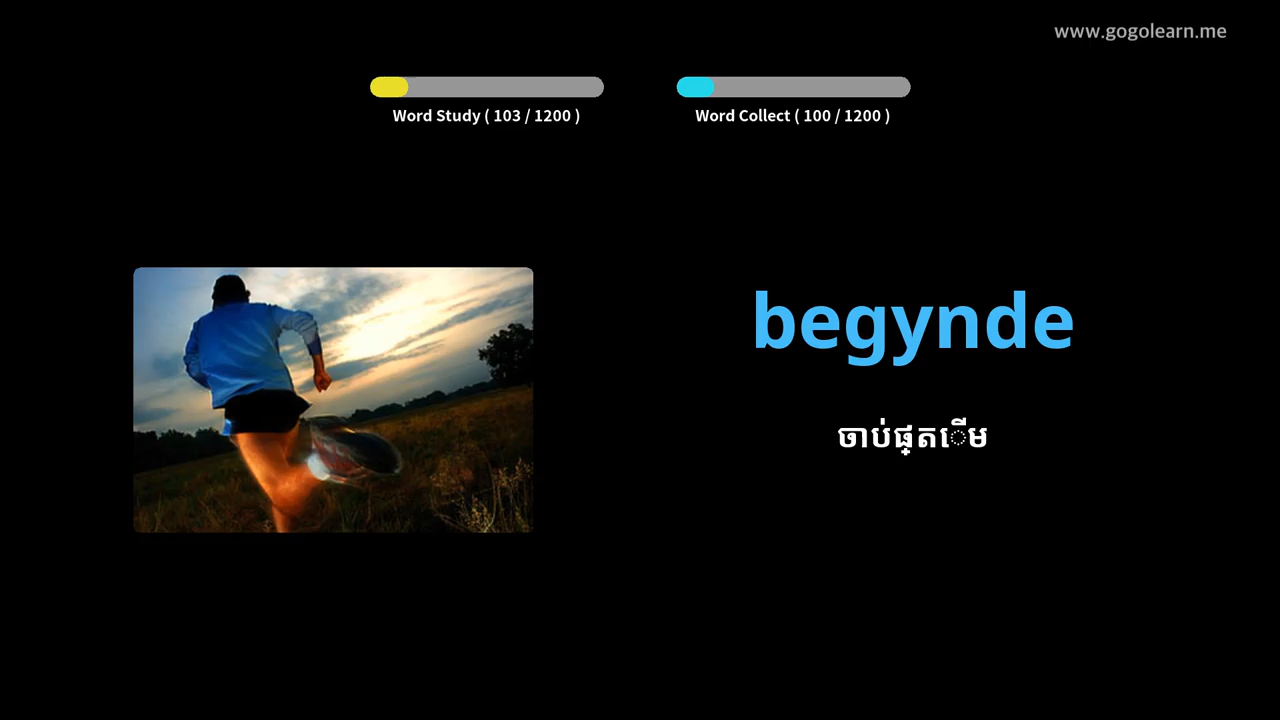 www.gogolearn.me
Word Study ( 103 / 1200 )
Word Collect ( 100 / 1200 )
begynde
ចាប់ផ្តើម